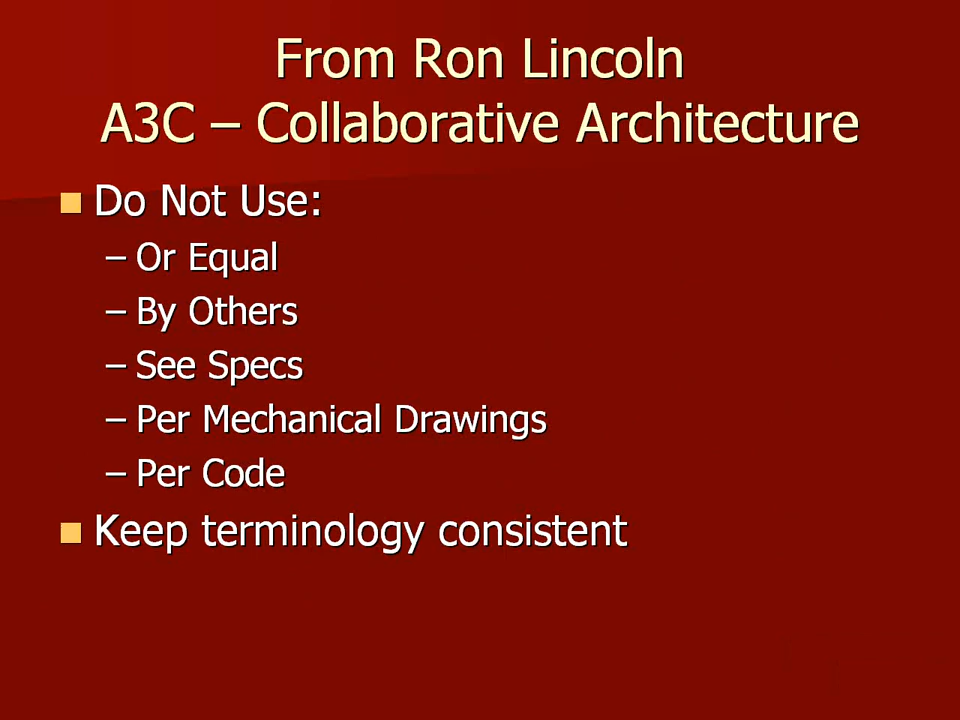 From Ron Lincoln
A3C – Collaborative Architecture
Do Not Use:
– Or Equal
– By Others
– See Specs
– Per Mechanical Drawings
– Per Code
Keep terminology consistent